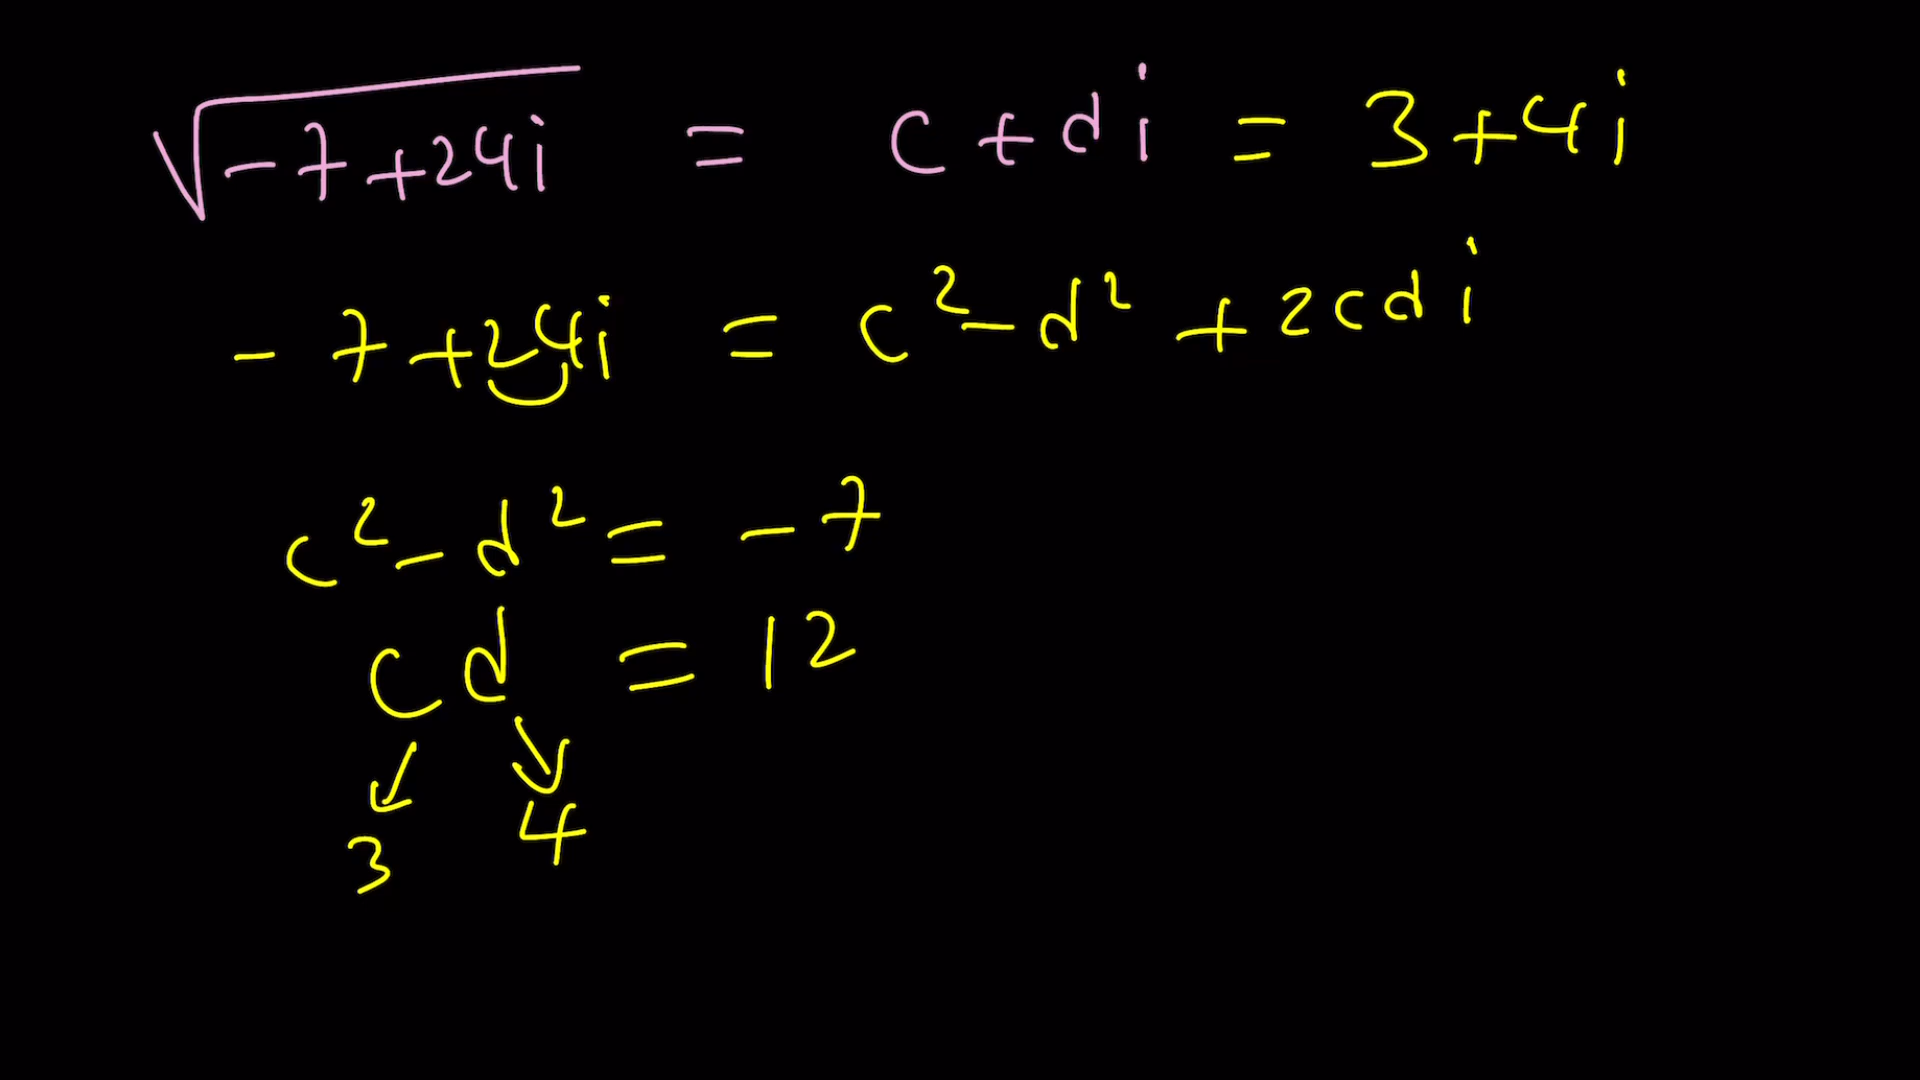 √-7+24i = c+di = 3+4i
-7+24i = c²-d²+2cdi
c²-d² = -7
cd = 12
3 4